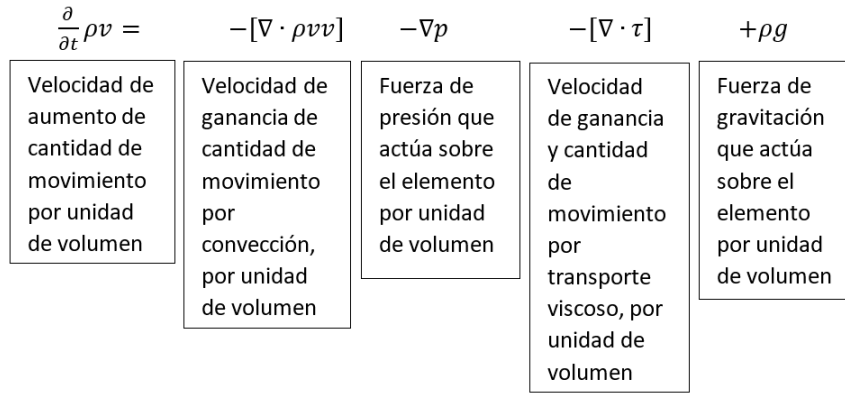 ∂/∂t ρv = −[∇ · ρvv] −∇p −[∇ · τ] +ρg
Velocidad de
aumento de
cantidad de
movimiento
por unidad
de volumen
Velocidad de
ganancia de
cantidad de
movimiento
por
convección,
por unidad
de volumen
Fuerza de
presión que
actúa sobre
el elemento
por unidad
de volumen
Velocidad
de ganancia
y cantidad
de
movimiento
por
transporte
viscoso, por
unidad de
volumen
Fuerza de
gravitación
que actúa
sobre el
elemento
por unidad
de volumen